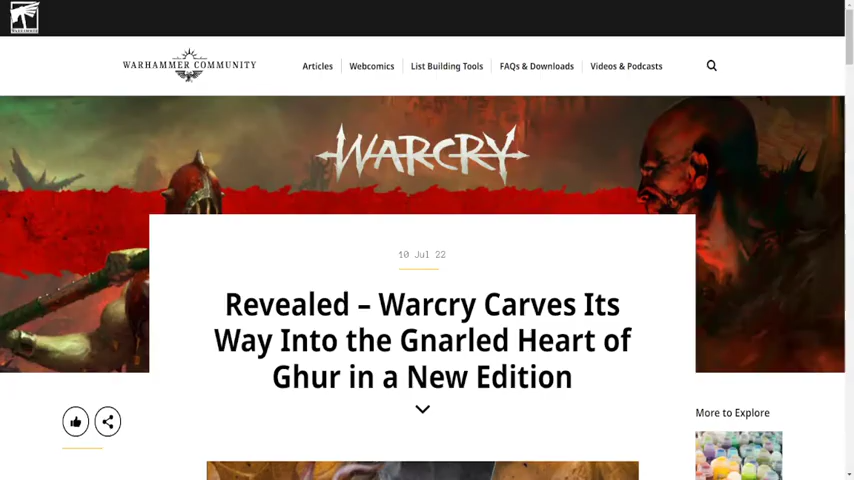 WARHAMMER COMMUNITY
Articles
Webcomics
List Building Tools
FAQs & Downloads
Videos & Podcasts
WARCRY
10 Jul 22
Revealed – Warcry Carves Its
Way Into the Gnarled Heart of
Ghur in a New Edition
More to Explore